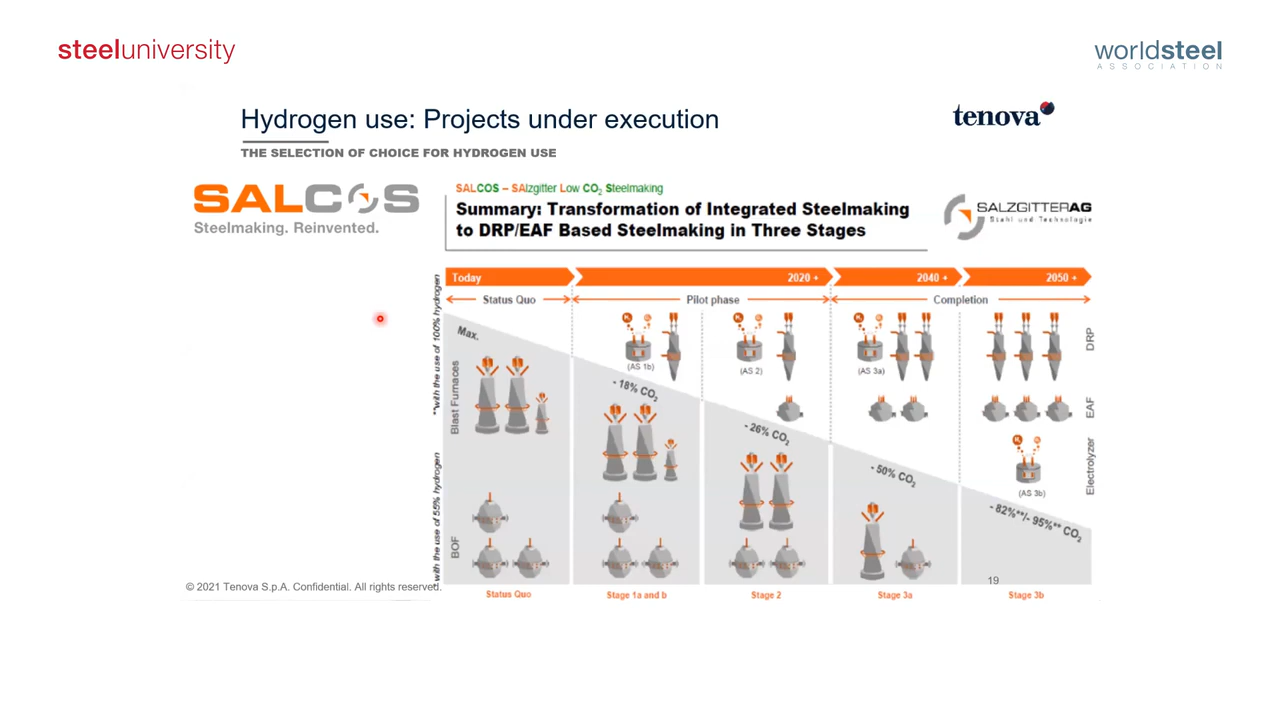 steeluniversity
worldsteel
ASSOCIATION
Hydrogen use: Projects under execution
tenova
THE SELECTION OF CHOICE FOR HYDROGEN USE
SALCOS
Steelmaking. Reinvented.
SALCOS – SAlzgitter Low CO2 Steelmaking
Summary: Transformation of Integrated Steelmaking
to DRP/EAF Based Steelmaking in Three Stages
SALZGITTERAG
Stahl und Technologie
Today
2020 +
2040 +
2050 +
Status Quo
Pilot phase
Completion
**with the use of 100% hydrogen
with the use of 55% hydrogen
Max.
Blast Furnaces
BOF
(AS 1b)
(AS 2)
(AS 3a)
(AS 3b)
DRP
EAF
Electrolyzer
- 18% CO2
- 26% CO2
- 50% CO2
- 82%**/- 95%** CO2
© 2021 Tenova S.p.A. Confidential. All rights reserved.
19
Status Quo
Stage 1a and b
Stage 2
Stage 3a
Stage 3b